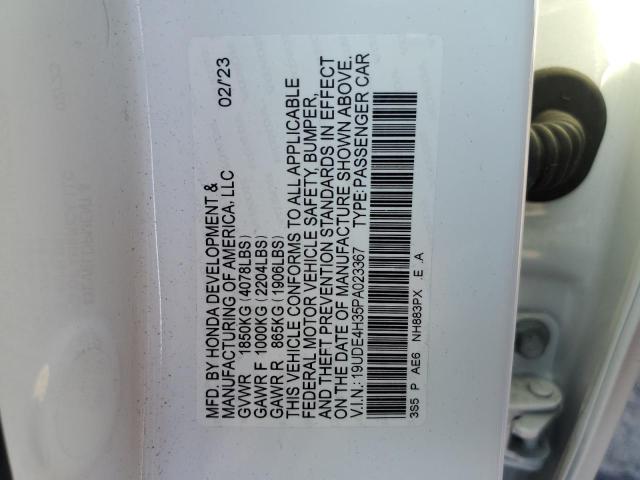 MFD. BY HONDA DEVELOPMENT &
MANUFACTURING OF AMERICA, LLC 02/'23
GVWR 1850KG (4078LBS)
GAWR F 1000KG (2204LBS)
GAWR R 865KG (1906LBS)
THIS VEHICLE CONFORMS TO ALL APPLICABLE
FEDERAL MOTOR VEHICLE SAFETY, BUMPER,
AND THEFT PREVENTION STANDARDS IN EFFECT
ON THE DATE OF MANUFACTURE SHOWN ABOVE.
V.I.N.: 19UDE4H35PA023367 TYPE: PASSENGER CAR
3S5 P AE6 NH883PX .E .A